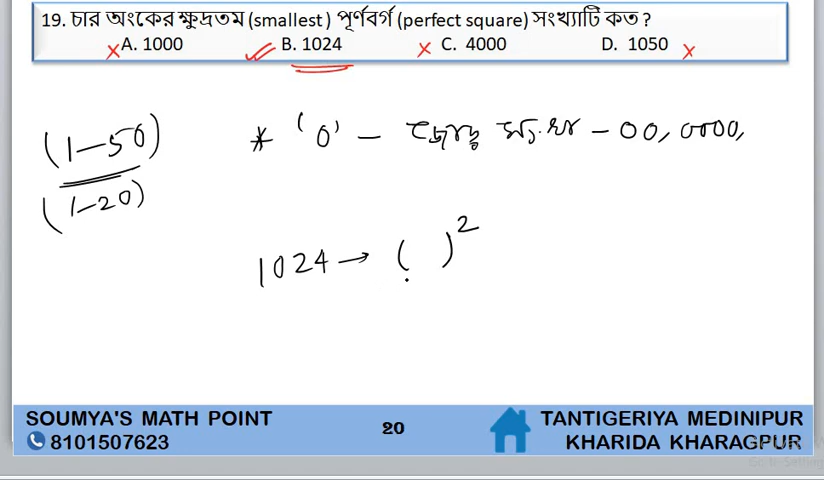 19. চার অংকের ক্ষুদ্রতম (smallest ) পূর্ণবর্গ (perfect square) সংখ্যাটি কত ?
A. 1000 B. 1024 C. 4000 D. 1050
(1-50)
* '0' - জোড় সংখ্যক - 00, 0000,
(1-20)
1024 → ( )²
SOUMYA'S MATH POINT
8101507623
20
TANTIGERIYA MEDINIPUR
KHARIDA KHARAGPUR